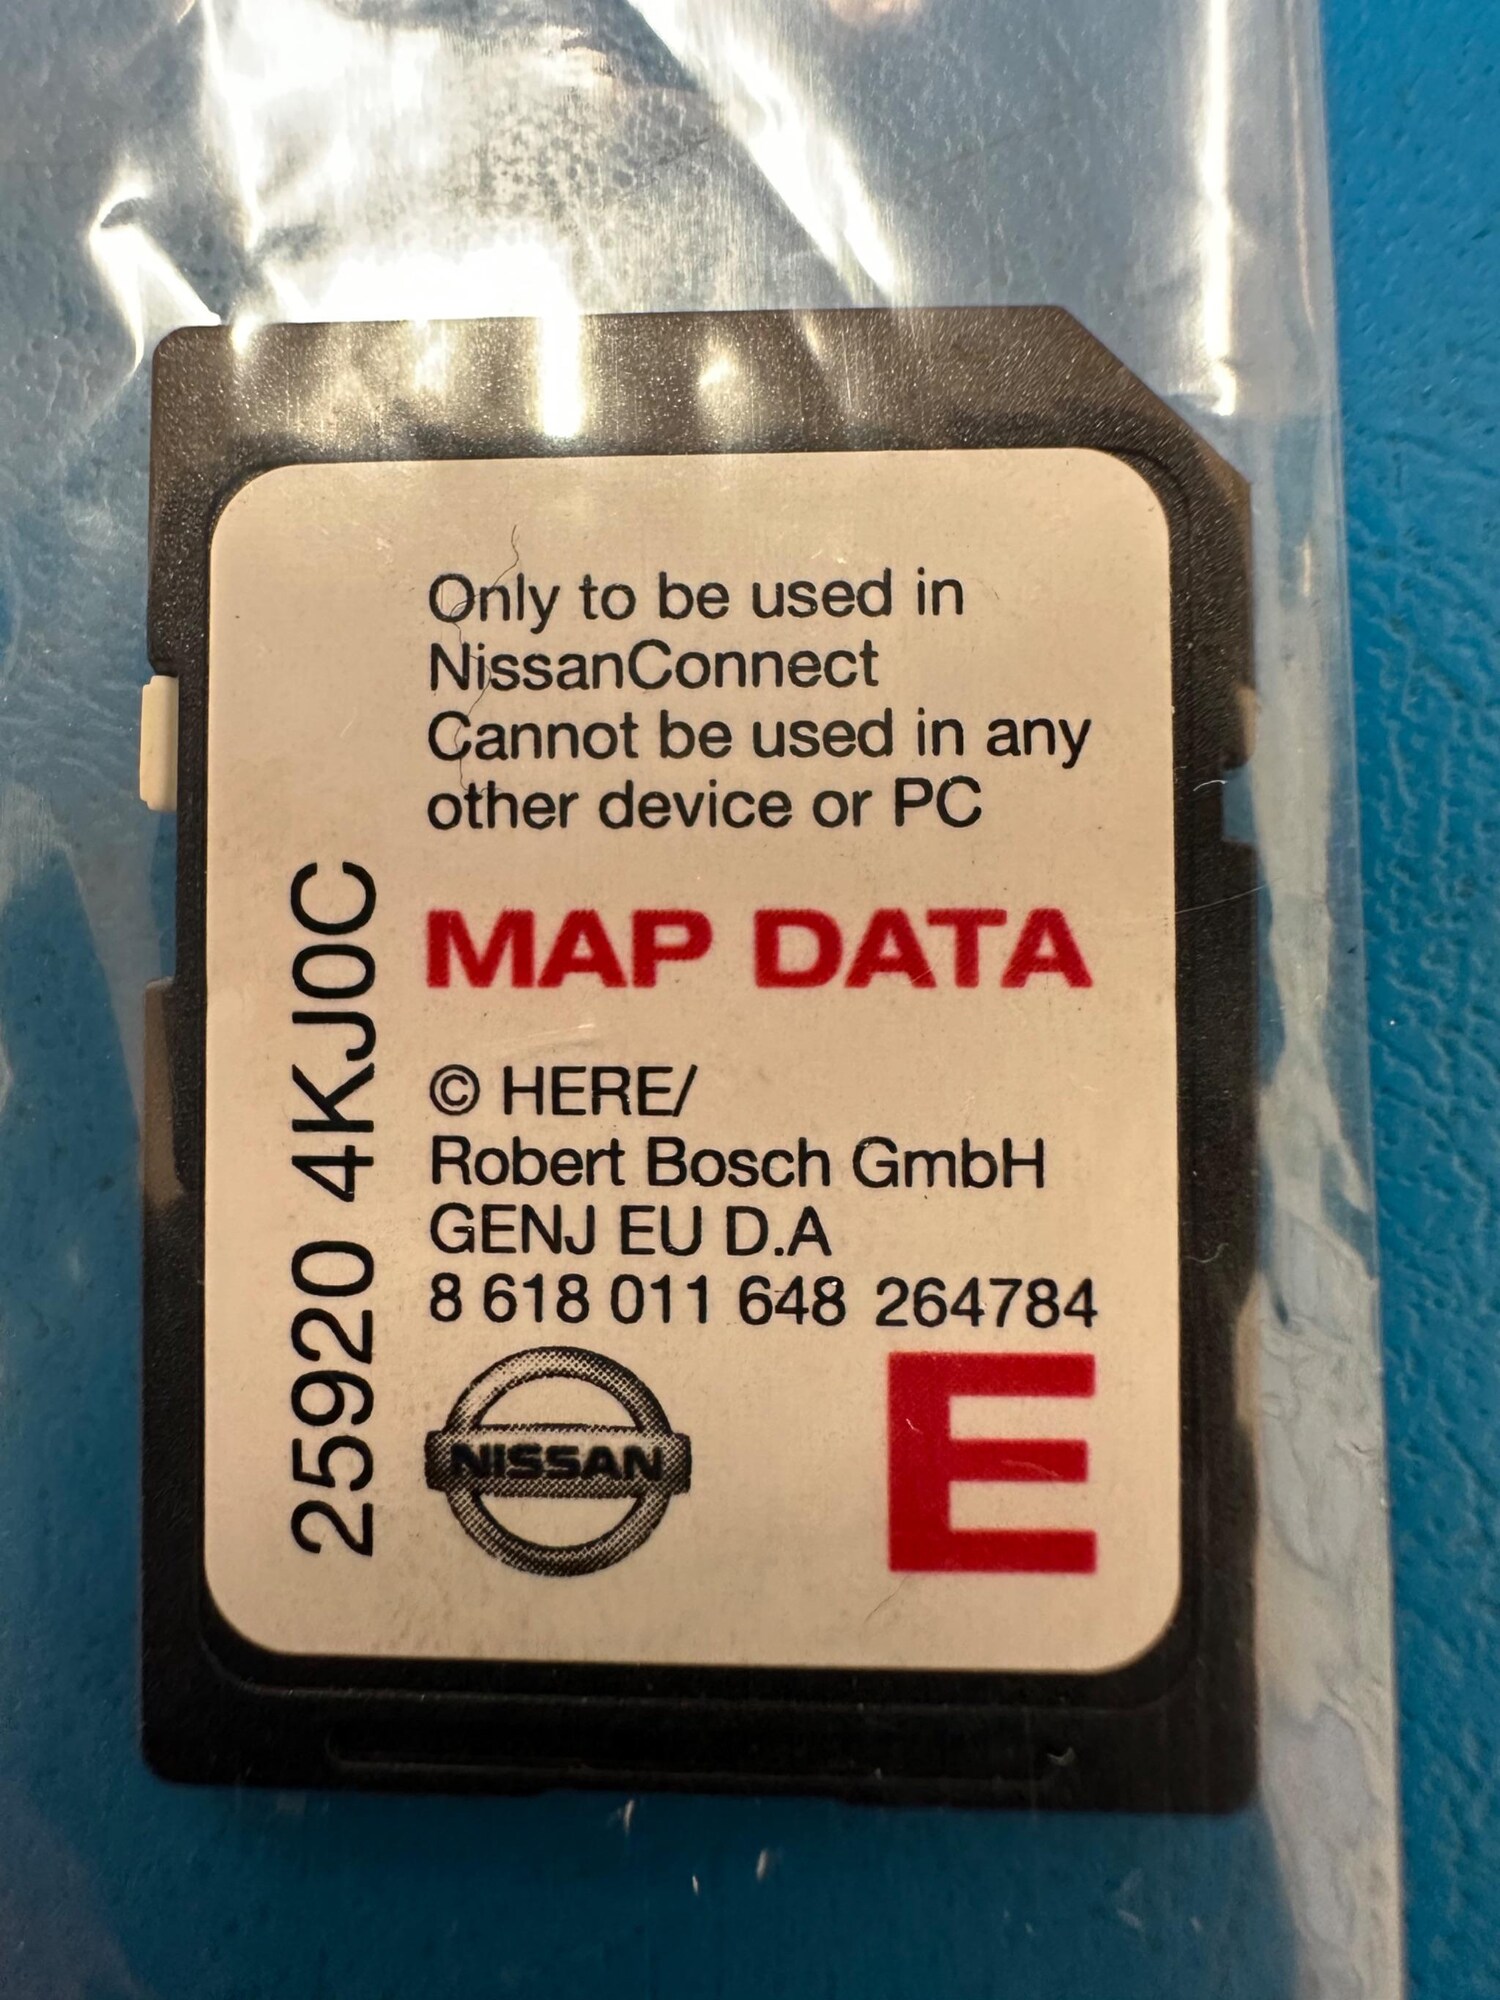 Only to be used in
NissanConnect
Cannot be used in any
other device or PC
MAP DATA
© HERE/
Robert Bosch GmbH
GENJ EU D.A
8 618 011 648 264784
NISSAN
E
25920 4KJ0C